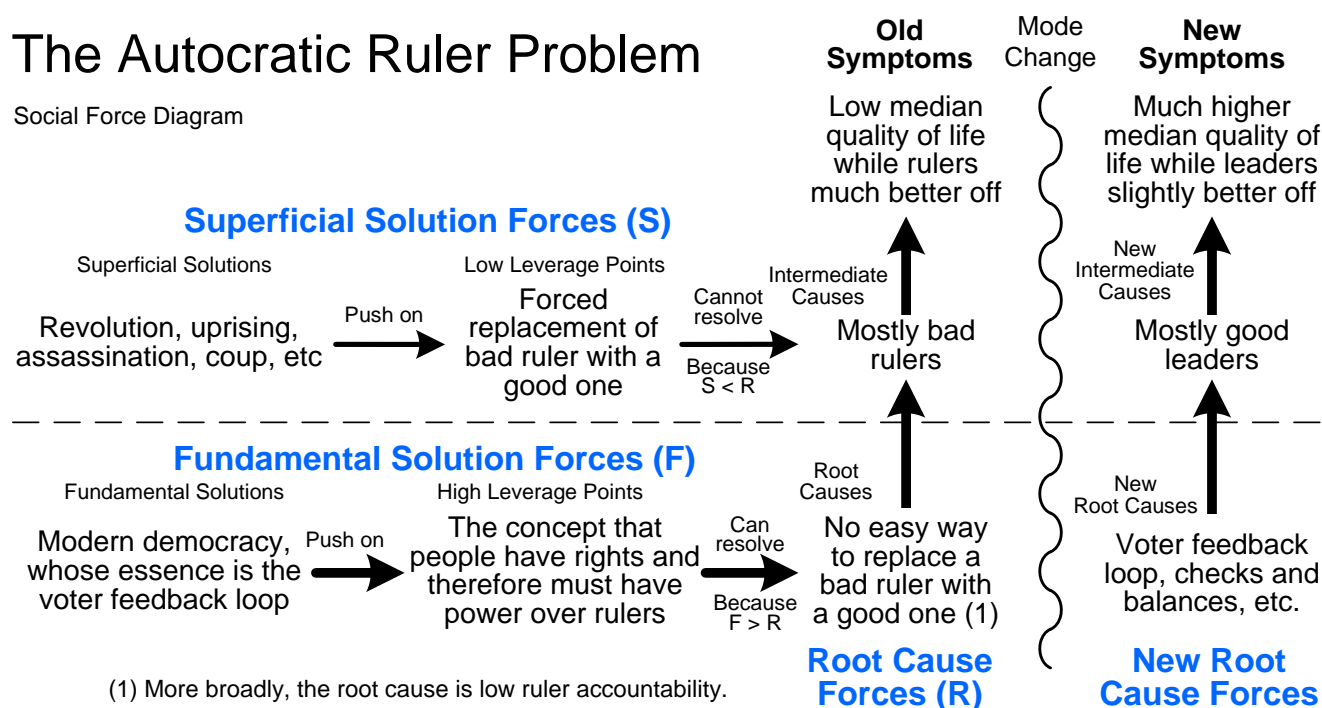 The Autocratic Ruler Problem
Social Force Diagram
Old
Symptoms
Mode
Change
New
Symptoms
Low median
quality of life
while rulers
much better off
Much higher
median quality of
life while leaders
slightly better off
Superficial Solution Forces (S)
Superficial Solutions
Revolution, uprising,
assassination, coup, etc
Push on
Low Leverage Points
Forced
replacement of
bad ruler with a
good one
Cannot
resolve
Because
S < R
Intermediate
Causes
Mostly bad
rulers
New
Intermediate
Causes
Mostly good
leaders
Fundamental Solution Forces (F)
Fundamental Solutions
Modern democracy,
whose essence is the
voter feedback loop
Push on
High Leverage Points
The concept that
people have rights and
therefore must have
power over rulers
Can
resolve
Because
F > R
Root
Causes
No easy way
to replace a
bad ruler with
a good one (1)
New
Root Causes
Voter feedback
loop, checks and
balances, etc.
Root Cause
Forces (R)
New Root
Cause Forces
(1) More broadly, the root cause is low ruler accountability.